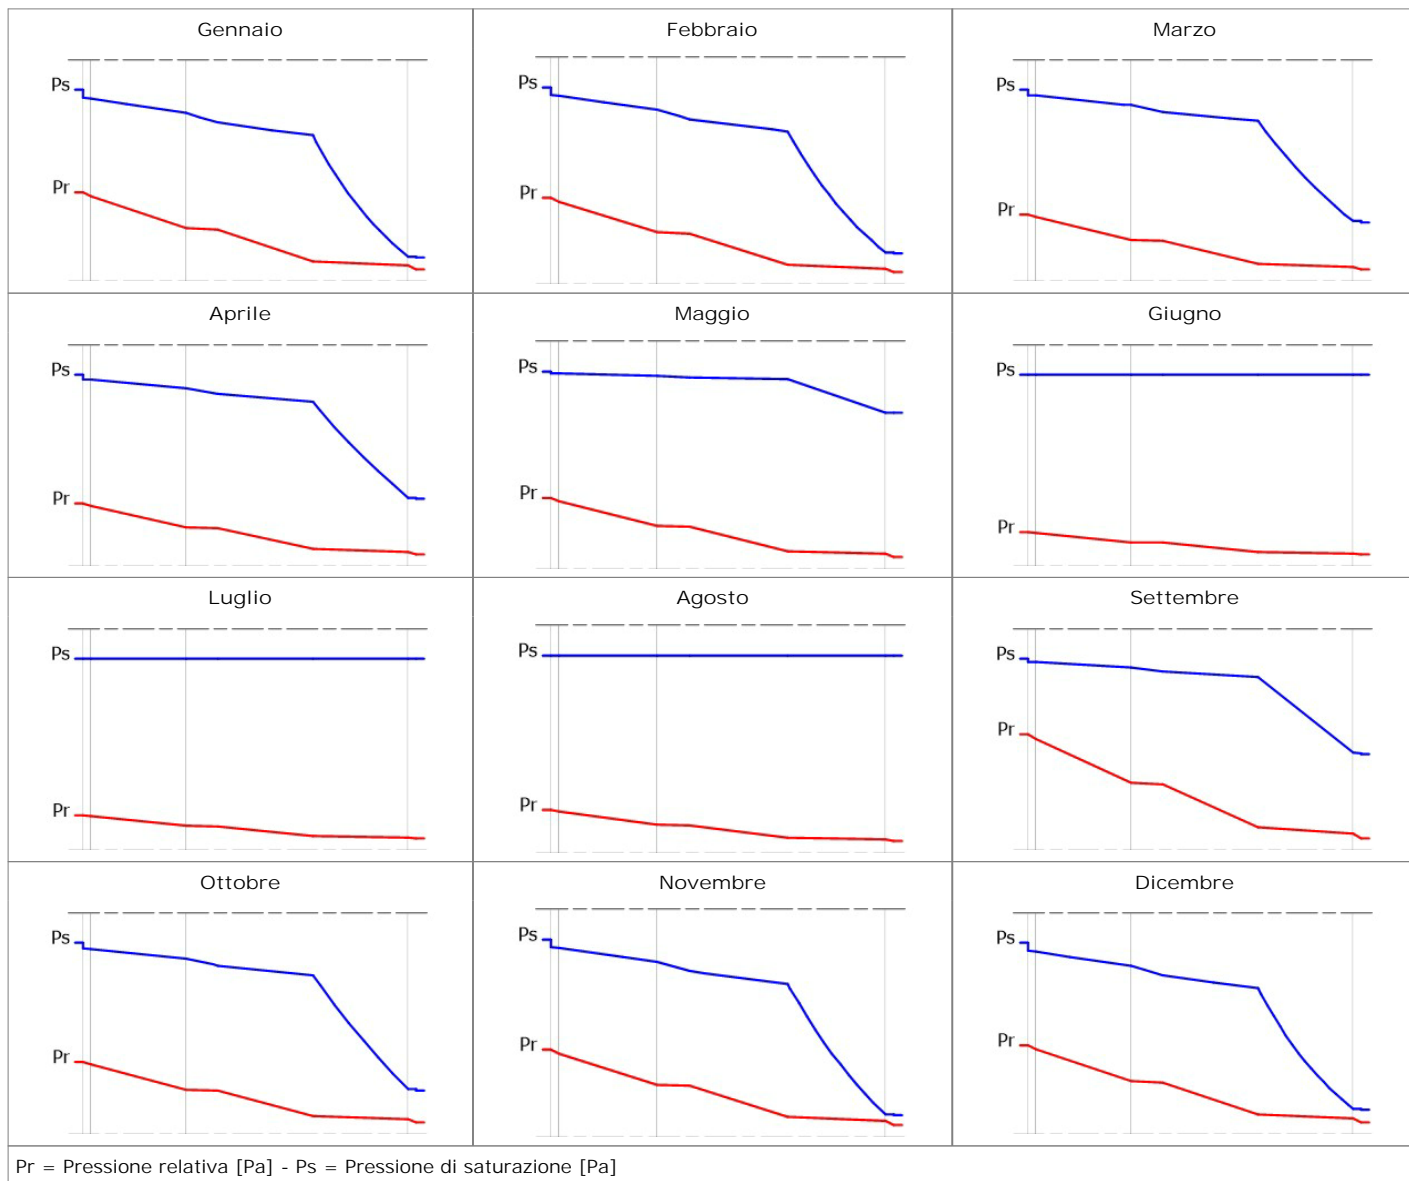 Gennaio
Febbraio
Marzo
Ps
Pr
Ps
Pr
Ps
Pr
Aprile
Maggio
Giugno
Ps
Pr
Ps
Pr
Ps
Pr
Luglio
Agosto
Settembre
Ps
Pr
Ps
Pr
Ps
Pr
Ottobre
Novembre
Dicembre
Ps
Pr
Ps
Pr
Ps
Pr
Pr = Pressione relativa [Pa] - Ps = Pressione di saturazione [Pa]